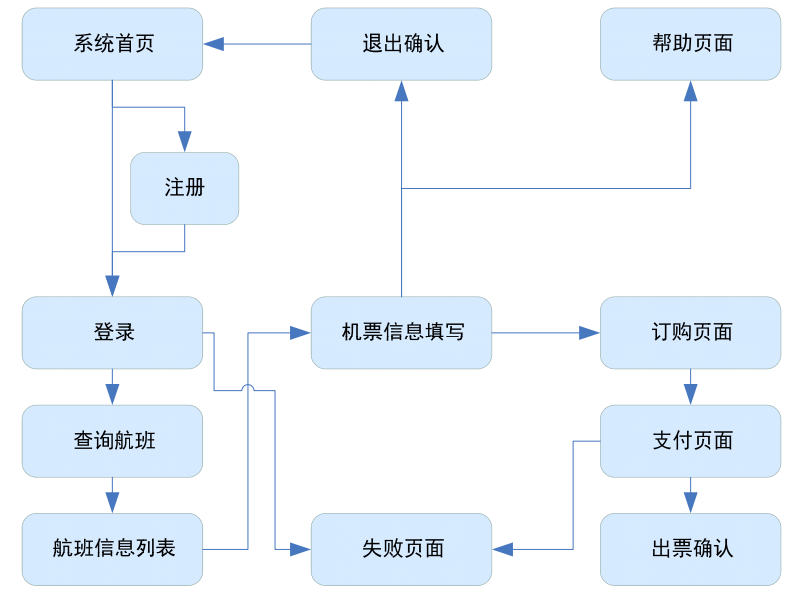 系统首页
退出确认
帮助页面
注册
登录
机票信息填写
订购页面
查询航班
支付页面
航班信息列表
失败页面
出票确认